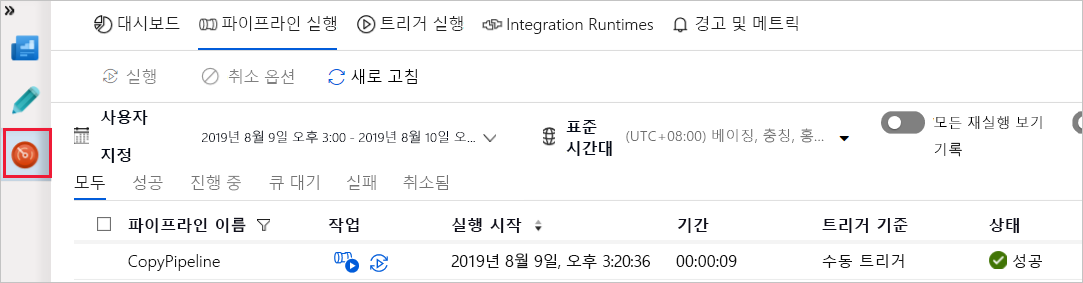 »
대시보드 파이프라인 실행 트리거 실행 Integration Runtimes 경고 및 메트릭
실행 취소 옵션 새로 고침
사용자 지정 2019년 8월 9일 오후 3:00 - 2019년 8월 10일 오... 표준 시간대 (UTC+08:00) 베이징, 충칭, 홍... 모든 재실행 보기 기록
모두 성공 진행 중 큐 대기 실패 취소됨
파이프라인 이름 작업 실행 시작 기간 트리거 기준 상태
CopyPipeline 2019년 8월 9일, 오후 3:20:36 00:00:09 수동 트리거 성공